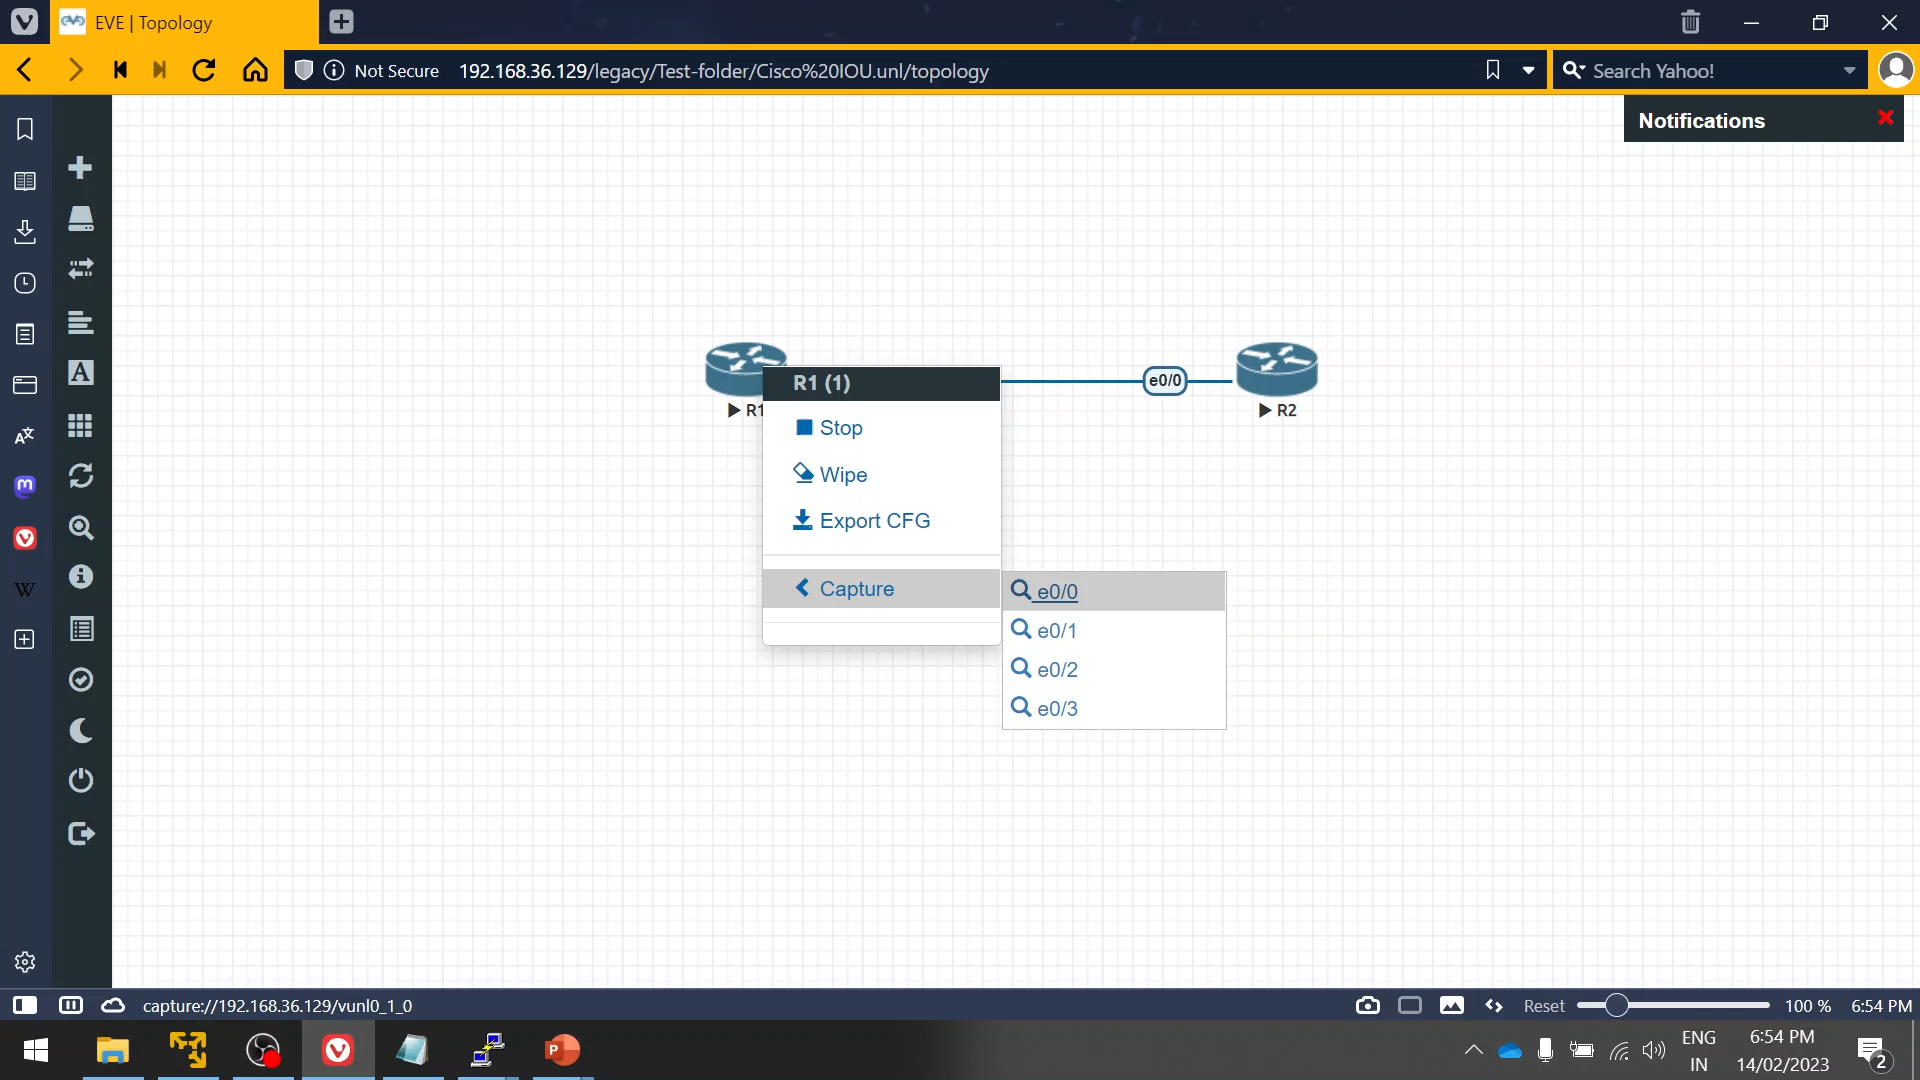 EVE | Topology
Not Secure 192.168.36.129/legacy/Test-folder/Cisco%20IOU.unl/topology
Search Yahoo!
Notifications
R1 (1)
e0/0
R1
R2
Stop
Wipe
Export CFG
Capture
e0/0
e0/1
e0/2
e0/3
capture://192.168.36.129/vunl0_1_0
Reset
100 %
6:54 PM
ENG
IN
6:54 PM
14/02/2023
2